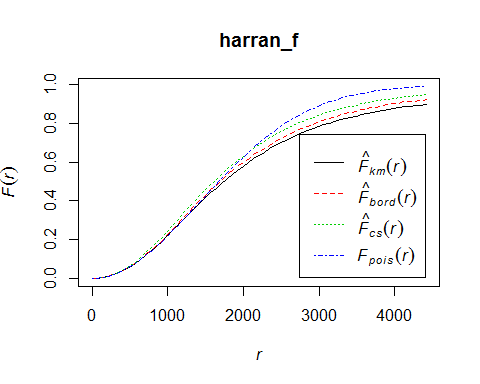 harran_f
F(r)
1.0
0.8
0.6
0.4
0.2
0.0
F̂km(r)
F̂bord(r)
F̂cs(r)
Fpois(r)
0 1000 2000 3000 4000
r